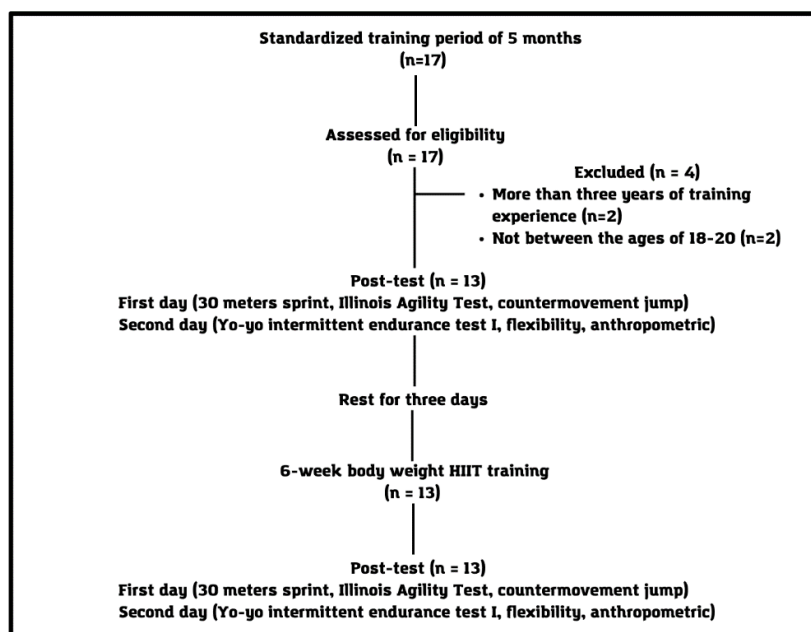 Standardized training period of 5 months
(n=17)
Assessed for eligibility
(n = 17)
Excluded (n = 4)
• More than three years of training
experience (n=2)
• Not between the ages of 18-20 (n=2)
Post-test (n = 13)
First day (30 meters sprint, Illinois Agility Test, countermovement jump)
Second day (Yo-yo intermittent endurance test I, flexibility, anthropometric)
Rest for three days
6-week body weight HIIT training
(n = 13)
Post-test (n = 13)
First day (30 meters sprint, Illinois Agility Test, countermovement jump)
Second day (Yo-yo intermittent endurance test I, flexibility, anthropometric)